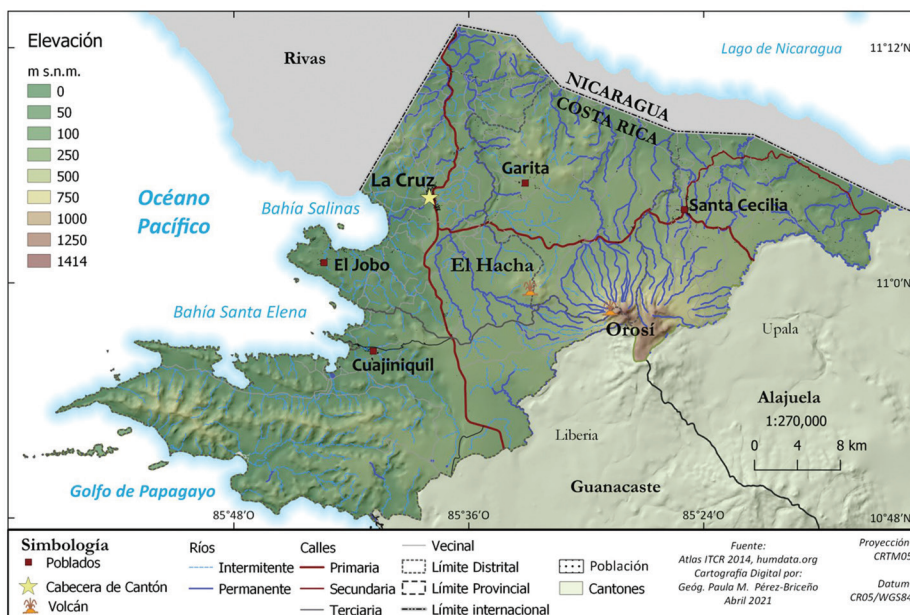 Elevación
m s.n.m.
0
50
100
250
500
750
1000
1250
1414
Rivas
Lago de Nicaragua
11°12'
NICARAGUA
COSTA RICA
La Cruz
Garita
Océano
Pacífico
Bahía Salinas
Santa Cecilia
El Jobo
El Hacha
11°0'
Bahía Santa Elena
Orosí
Upala
Cuajiniquil
Alajuela
1:270,000
Liberia
0 4 8 km
Golfo de Papagayo
Guanacaste
85°48'O
85°36'O
85°24'O
10°48'
Simbología
Poblados
Cabecera de Cantón
Volcán
Ríos
Intermitente
Permanente
Calles
Primaria
Secundaria
Terciaria
Vecinal
Límite Distrital
Límite Provincial
Límite internacional
Población
Cantones
Fuente:
Atlas ITCR 2014, humdata.org
Cartografía Digital por:
Geóg. Paula M. Pérez-Briceño
Abril 2021
Proyección
CRTM05
Datum
CR05/WGS84